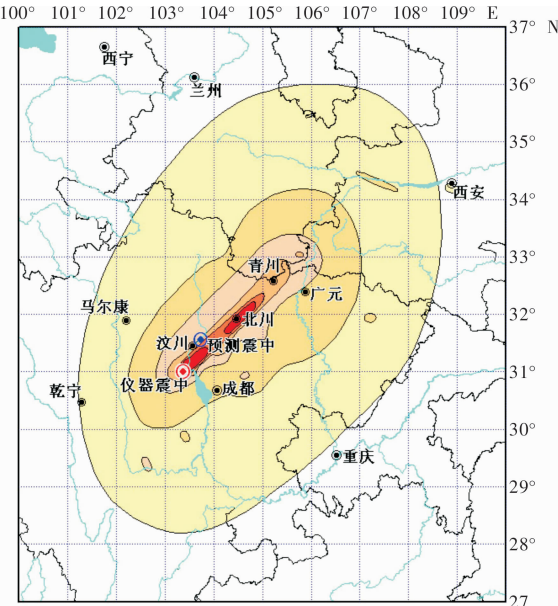 100° 101° 102° 103° 104° 105° 106° 107° 108° 109° E
37° N
西宁
兰州
36°
35°
西安
34°
33°
青川
广元
马尔康
32°
北川
汶川
预测震中
31°
仪器震中
成都
乾宁
30°
重庆
29°
28°
27